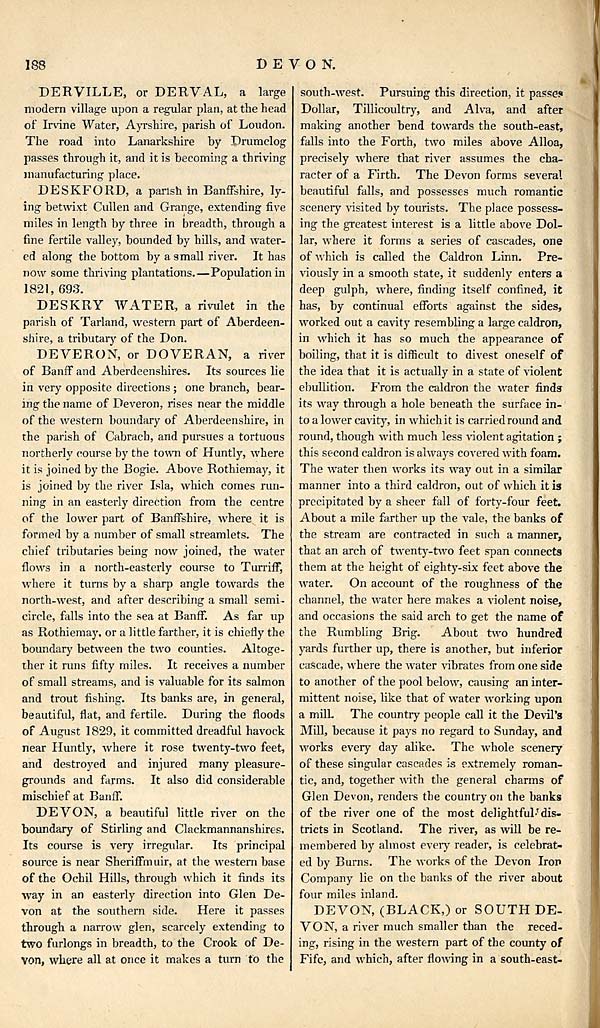 188
DEVON.
DERVILLE, or DERVAL, a large
modern village upon a regular plan, at the head
of Irvine Water, Ayrshire, parish of Loudon.
The road into Lanarkshire by Drumclog
passes through it, and it is becoming a thriving
manufacturing place.
DESKFORD, a parish in Banffshire, ly-
ing betwixt Cullen and Grange, extending five
miles in length by three in breadth, through a
fine fertile valley, bounded by hills, and water-
ed along the bottom by a small river. It has
now some thriving plantations.—Population in
1821, 693.
DESKRY WATER, a rivulet in the
parish of Tarland, western part of Aberdeen-
shire, a tributary of the Don.
DEVERON, or DOVERAN, a river
of Banff and Aberdeenshires. Its sources lie
in very opposite directions; one branch, bear-
ing the name of Deveron, rises near the middle
of the western boundary of Aberdeenshire, in
the parish of Cabrach, and pursues a tortuous
northerly course by the town of Huntly, where
it is joined by the Bogie. Above Rothiemay, it
is joined by the river Isla, which comes run-
ning in an easterly direction from the centre
of the lower part of Banffshire, where it is
formed by a number of small streamlets. The
chief tributaries being now joined, the water
flows in a north-easterly course to Turriff,
where it turns by a sharp angle towards the
north-west, and after describing a small semi-
circle, falls into the sea at Banff. As far up
as Rothiemay, or a little farther, it is chiefly the
boundary between the two counties. Altoge-
ther it runs fifty miles. It receives a number
of small streams, and is valuable for its salmon
and trout fishing. Its banks are, in general,
beautiful, flat, and fertile. During the floods
of August 1829, it committed dreadful havock
near Huntly, where it rose twenty-two feet,
and destroyed and injured many pleasure-
grounds and farms. It also did considerable
mischief at Banff.
DEVON, a beautiful little river on the
boundary of Stirling and Clackmannanshires.
Its course is very irregular. Its principal
source is near Sheriffmuir, at the western base
of the Ochil Hills, through which it finds its
way in an easterly direction into Glen De-
von at the southern side. Here it passes
through a narrow glen, scarcely extending to
two furlongs in breadth, to the Crook of De-
von, where all at once it makes a turn to the
south-west. Pursuing this direction, it passes
Dollar, Tillicoultry, and Alva, and after
making another bend towards the south-east,
falls into the Forth, two miles above Alloa,
precisely where that river assumes the cha-
racter of a Firth. The Devon forms several
beautiful falls, and possesses much romantic
scenery visited by tourists. The place possess-
ing the greatest interest is a little above Dol-
lar, where it forms a series of cascades, one
of which is called the Caldron Linn. Pre-
viously in a smooth state, it suddenly enters a
deep gulph, where, finding itself confined, it
has, by continual efforts against the sides,
worked out a cavity resembling a large caldron,
in which it has so much the appearance of
boiling, that it is difficult to divest oneself of
the idea that it is actually in a state of violent
ebullition. From the caldron the water finds
its way through a hole beneath the surface in-
to a lower cavity, in which it is carried round and
round, though with much less violent agitation;
this second caldron is always covered with foam.
The water then works its way out in a similar
manner into a third caldron, out of which it is
precipitated by a sheer fall of forty-four feet.
About a mile farther up the vale, the banks of
the stream are contracted in such a manner,
that an arch of twenty-two feet span connects
them at the height of eighty-six feet above the
water. On account of the roughness of the
channel, the water here makes a violent noise,
and occasions the said arch to get the name of
the Rumbling Brig. About two hundred
yards further up, there is another, but inferior
cascade, where the water vibrates from one side
to another of the pool below, causing an inter-
mittent noise, like that of water working upon
a mill. The country people call it the Devil's
Mill, because it pays no regard to Sunday, and
works every day alike. The whole scenery
of these singular cascades is extremely roman-
tic, and, together with the general charms of
Glen Devon, renders the country on the banks
of the river one of the most delightful dis-
tricts in Scotland. The river, as will be re-
membered by almost every reader, is celebrat-
ed by Burns. The works of the Devon Iron
Company lie on the banks of the river about
four miles inland.
DEVON, (BLACK,) or SOUTH DE-
VON, a river much smaller than the reced-
ing, rising in the western part of the county of
Fife, and which, after flowing in a south-east-